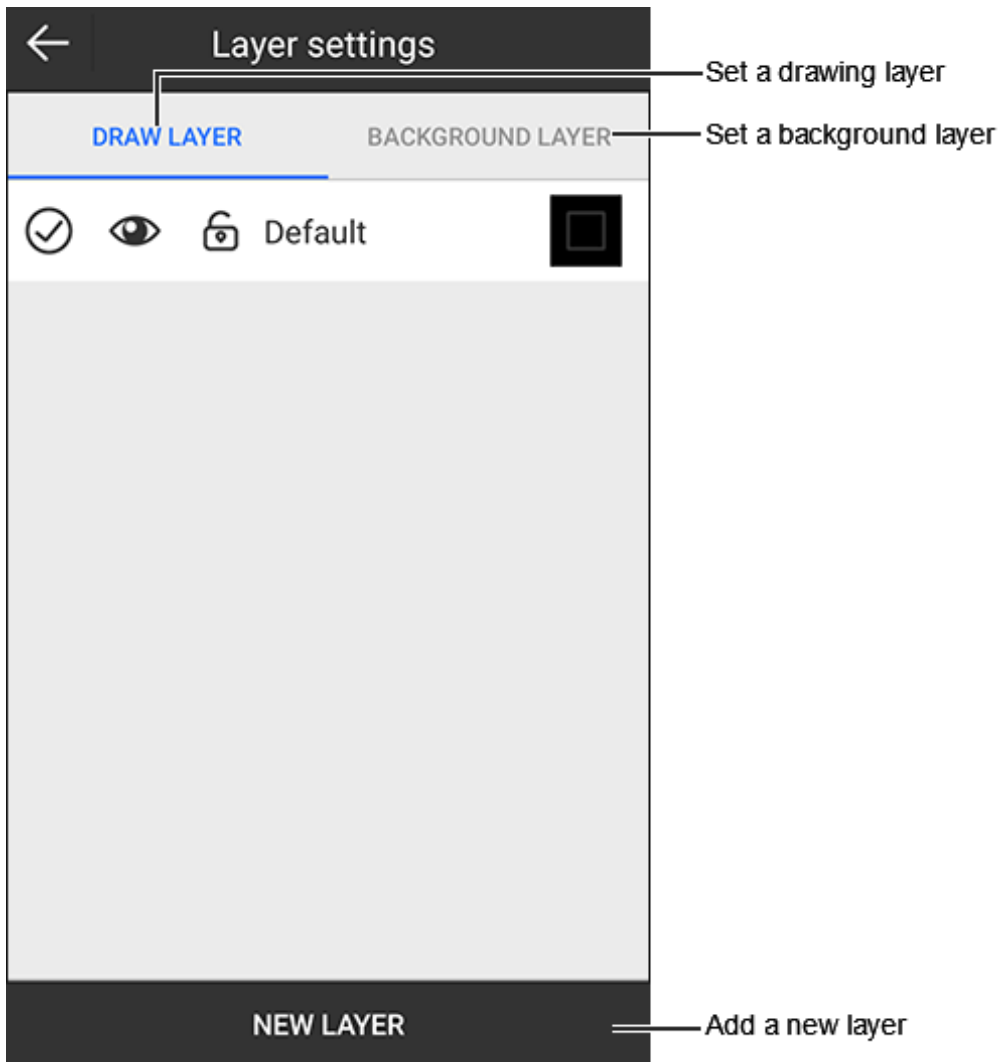 Layer settings
Set a drawing layer
DRAW LAYER
BACKGROUND LAYER
Set a background layer
Default
NEW LAYER
Add a new layer